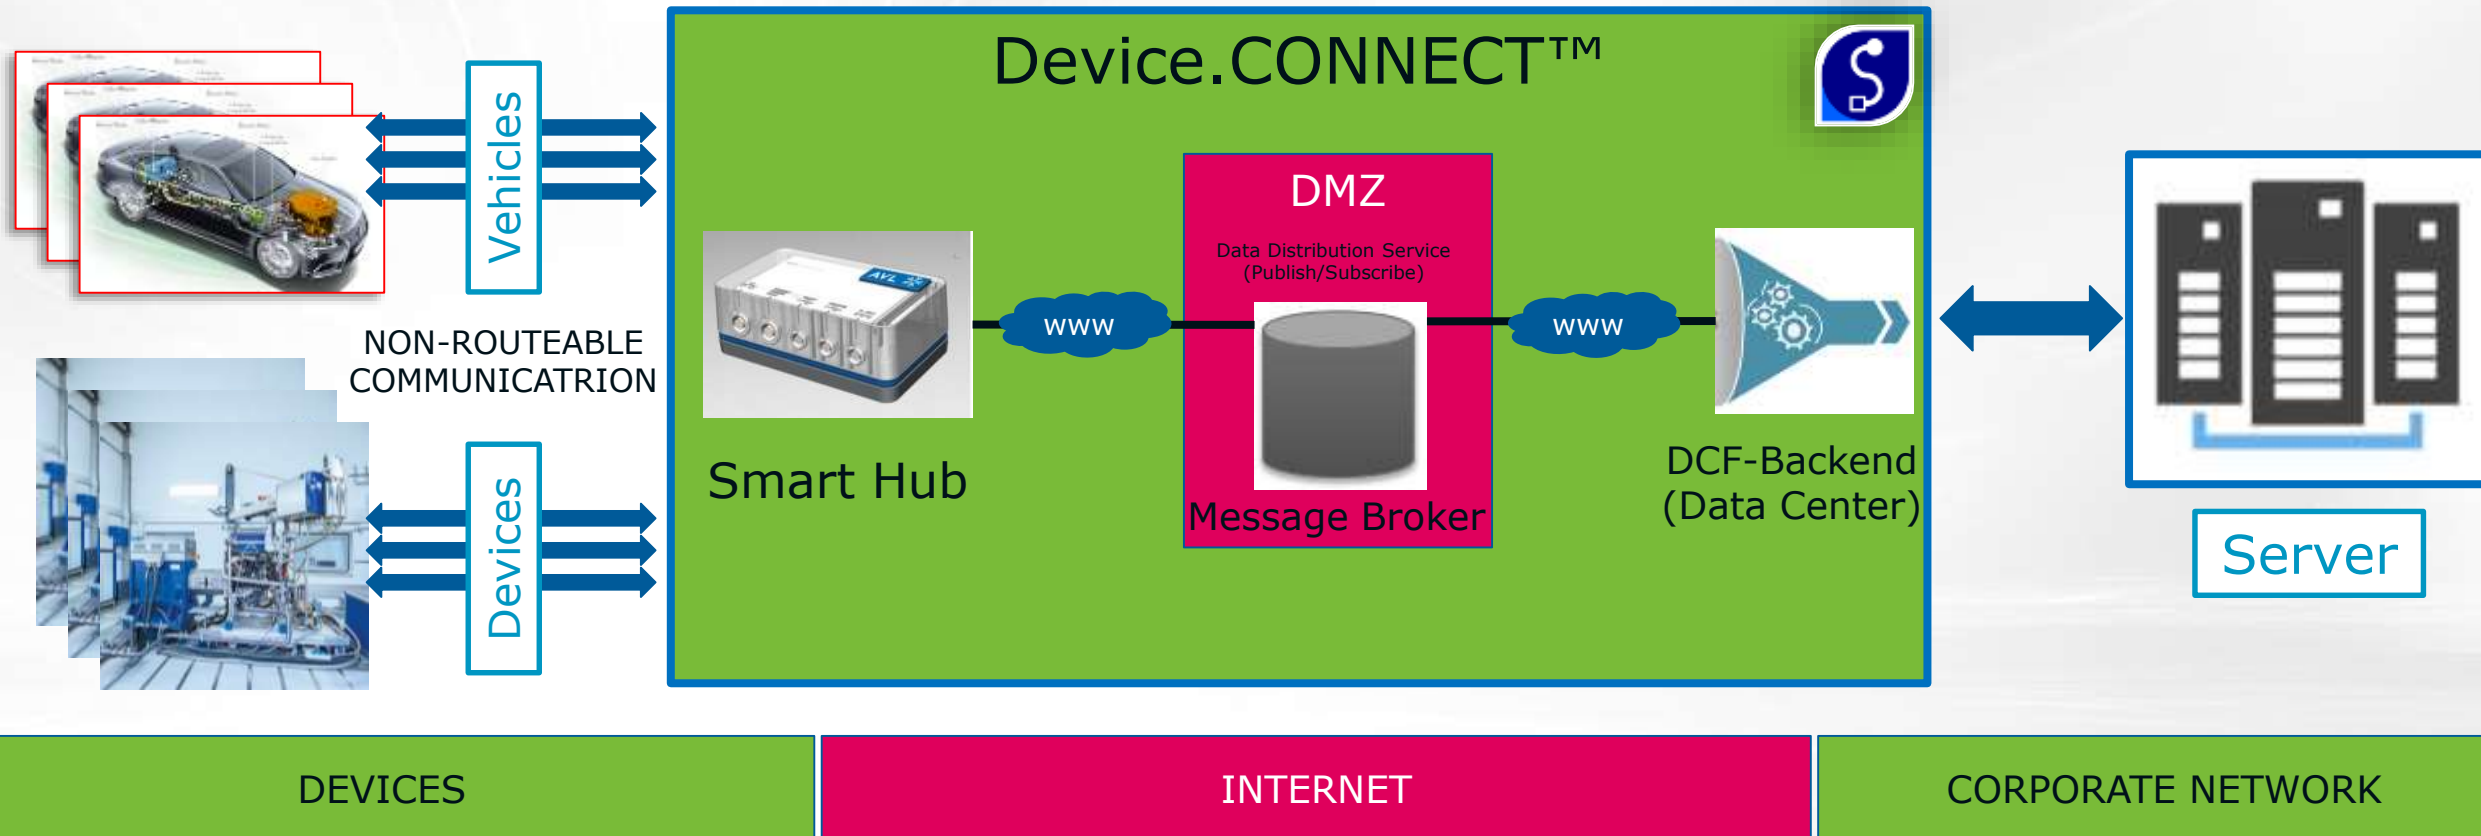 Device.CONNECT™
Vehicles
NON-ROUTEABLE
COMMUNICATRION
Devices
AVL
Smart Hub
www
DMZ
Data Distribution Service
(Publish/Subscribe)
Message Broker
www
DCF-Backend
(Data Center)
Server
DEVICES
INTERNET
CORPORATE NETWORK